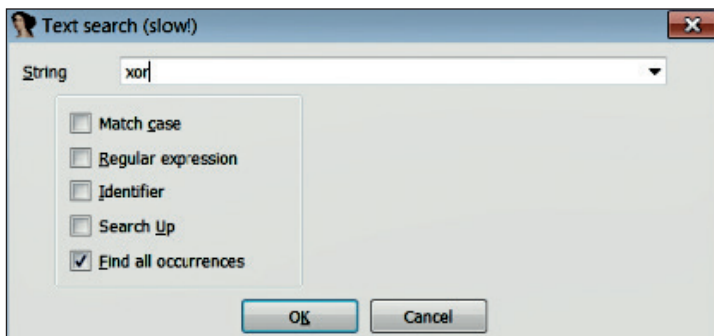 Text search (slow!)
String xor
Match case
Regular expression
Identifier
Search Up
Find all occurrences
OK Cancel